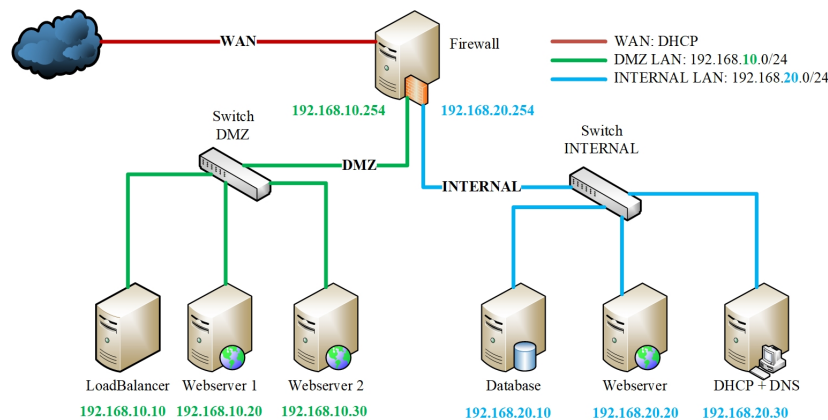 WAN
Firewall
WAN: DHCP
DMZ LAN: 192.168.10.0/24
INTERNAL LAN: 192.168.20.0/24
192.168.10.254
192.168.20.254
Switch
DMZ
Switch
INTERNAL
DMZ
INTERNAL
LoadBalancer
Webserver 1
Webserver 2
Database
Webserver
DHCP + DNS
192.168.10.10
192.168.10.20
192.168.10.30
192.168.20.10
192.168.20.20
192.168.20.30